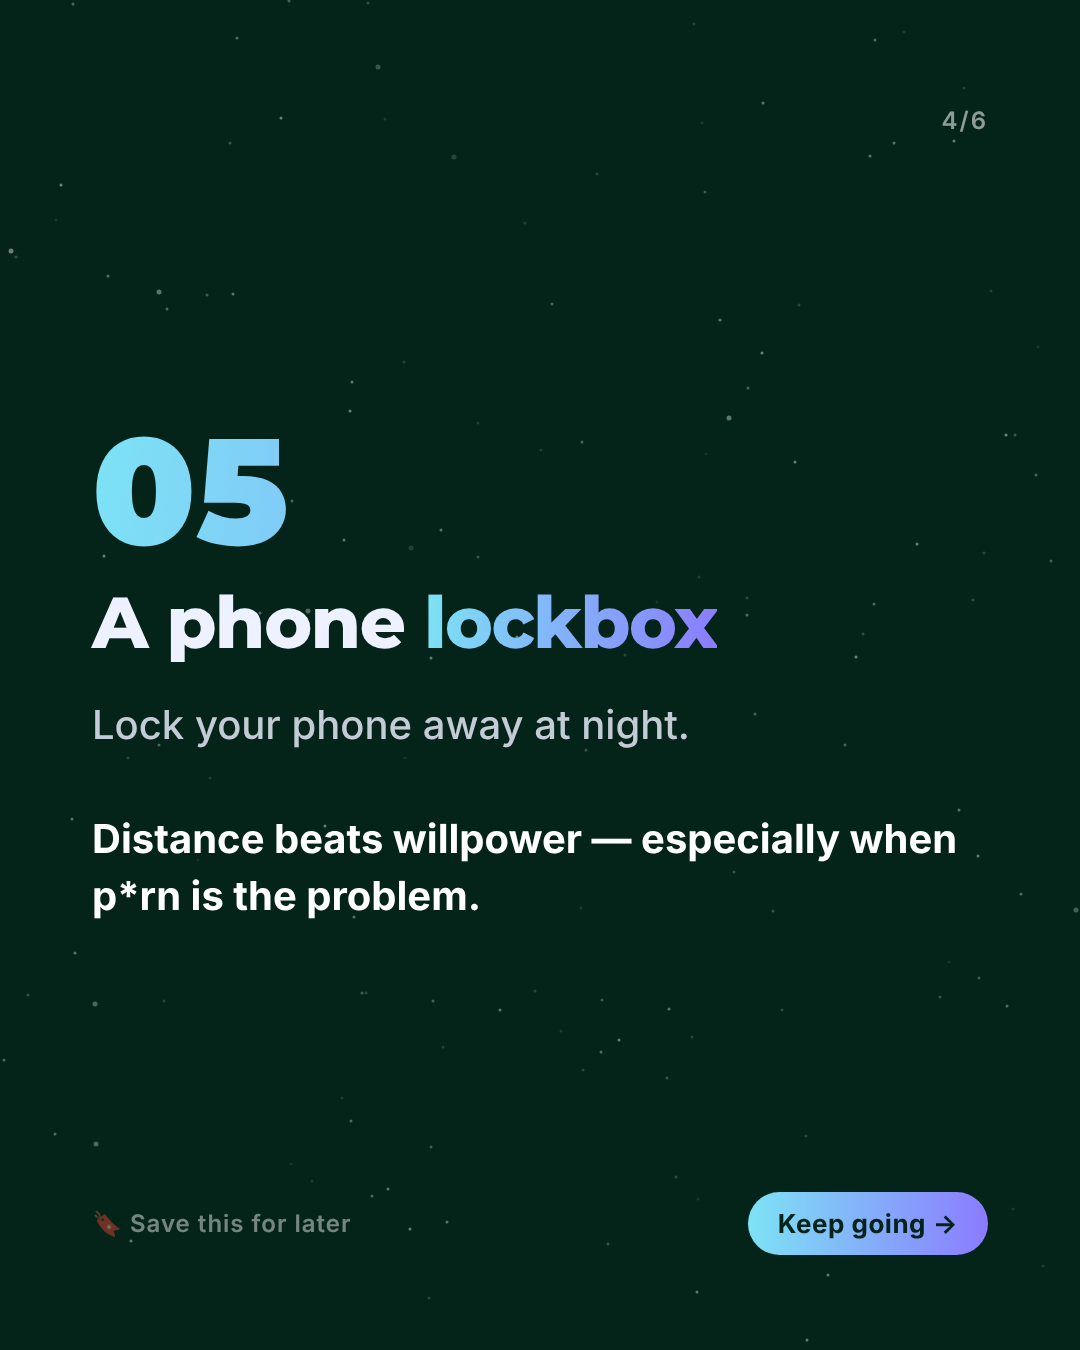 4/6
05
A phone lockbox
Lock your phone away at night.
Distance beats willpower — especially when
p*rn is the problem.
🔖 Save this for later
Keep going →